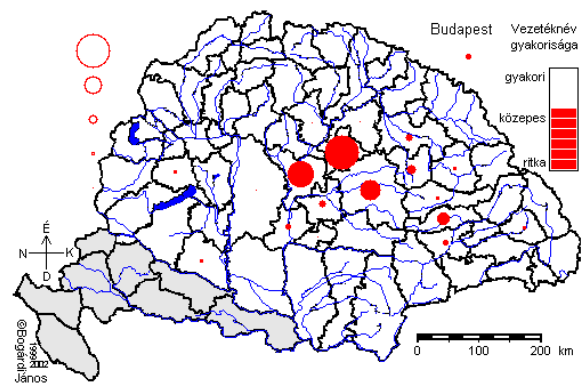 Budapest
Vezetéknév
gyakorisága
gyakori
közepes
ritka
É
N K
D
©Bogárdi János
1999 2002
0 100 200 km